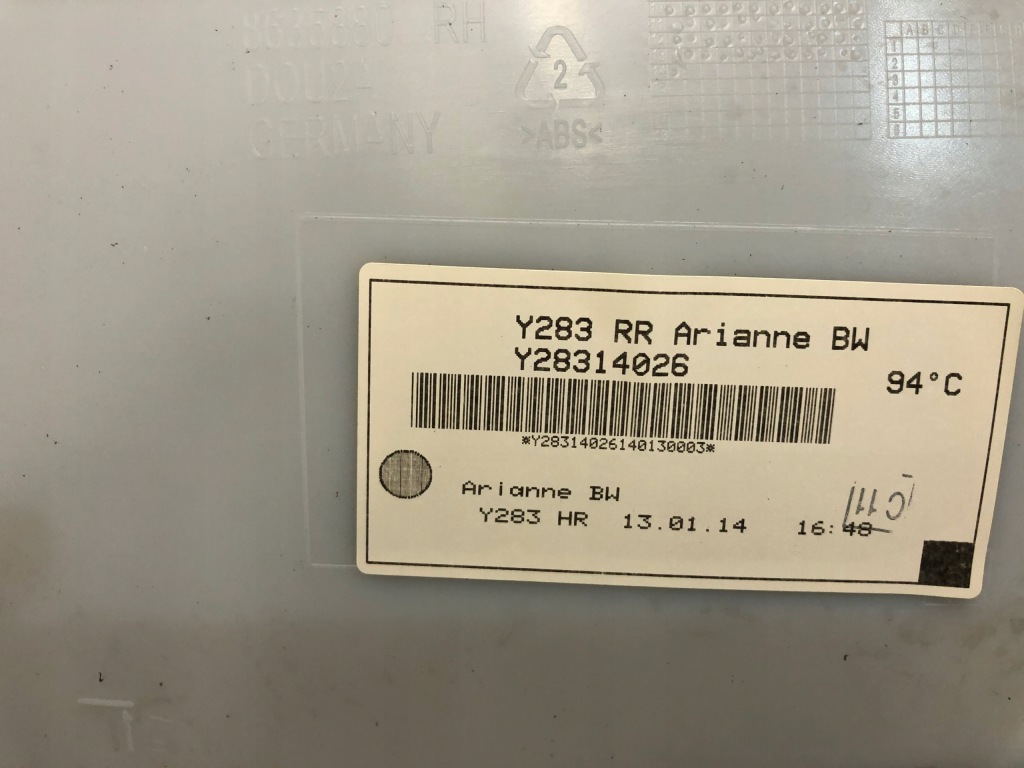 RH
2
GERMANY
>ABS<
Y283 RR Arianne BW
Y28314026
94°C
*Y28314026140130003*
Arianne BW
Y283 HR 13.01.14 16:48